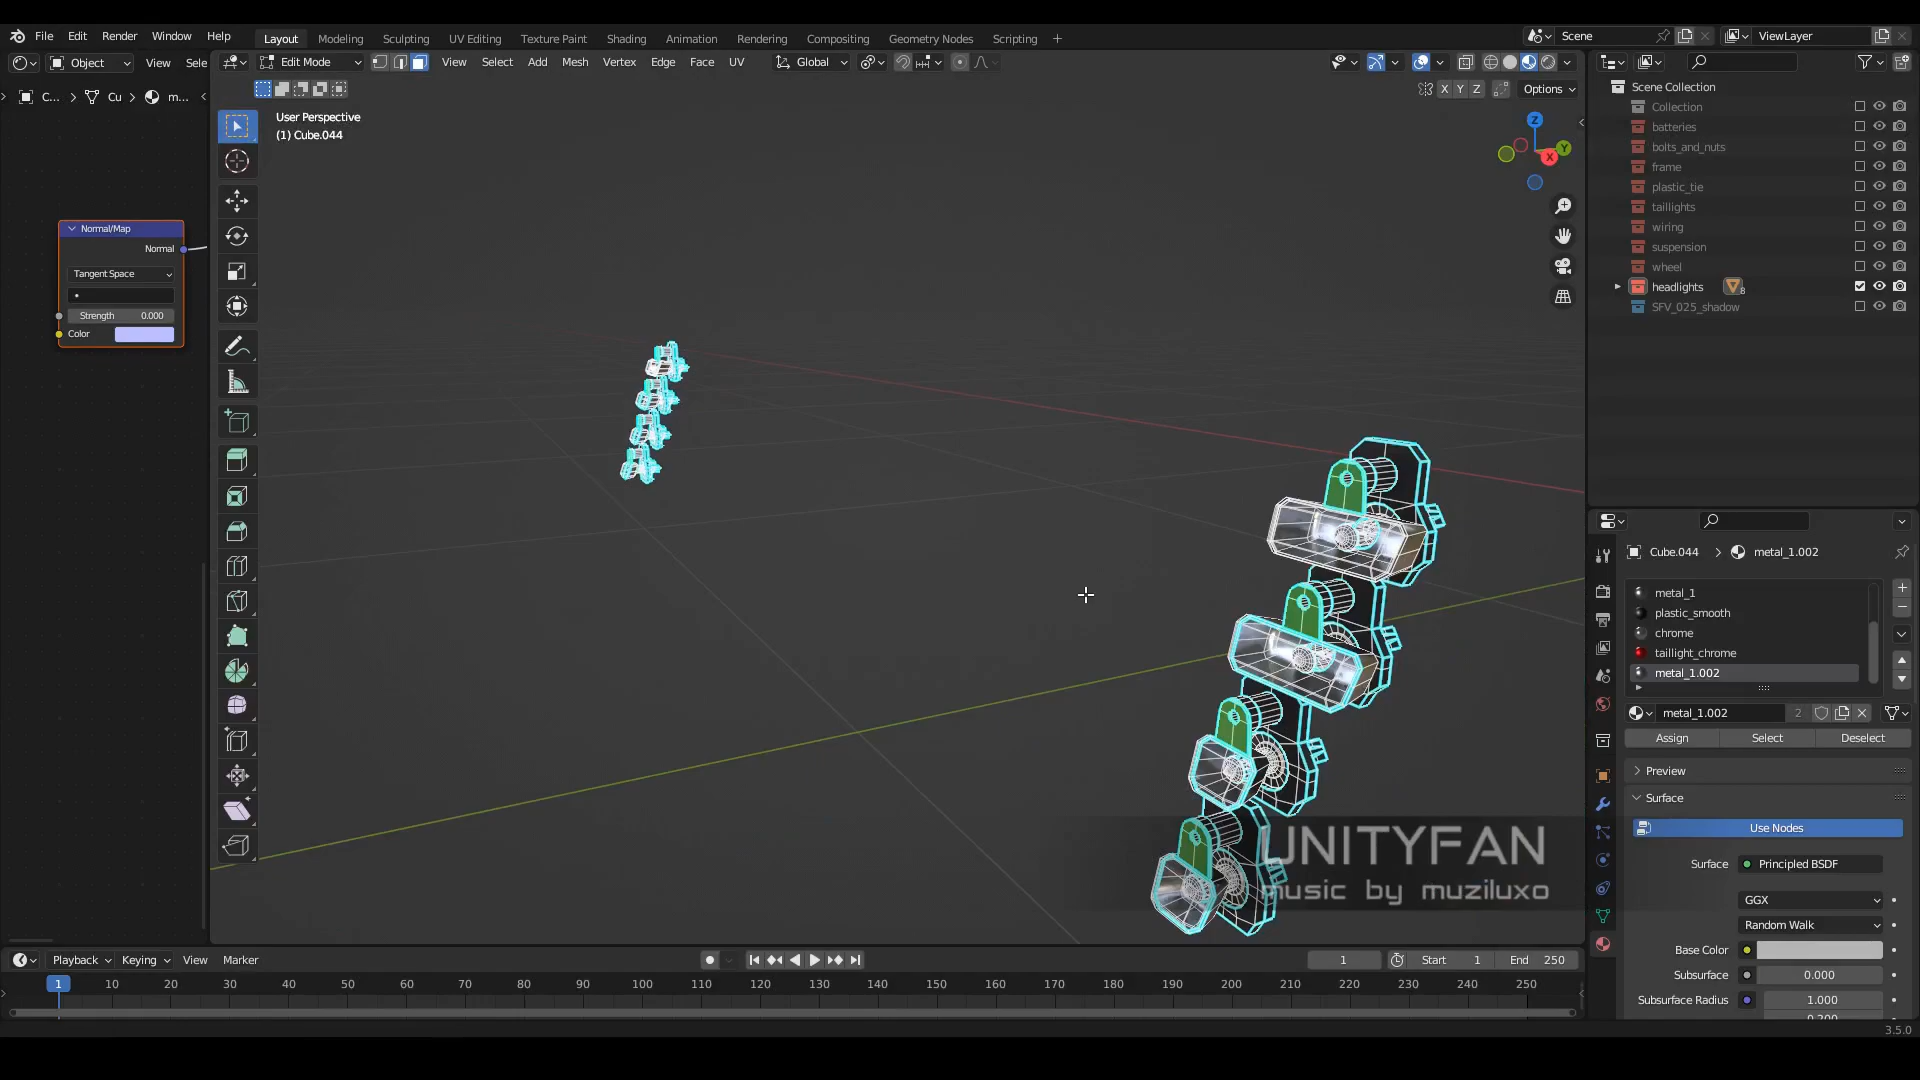 File Edit Render Window Help
Layout Modeling Sculpting UV Editing Texture Paint Shading Animation Rendering Compositing Geometry Nodes Scripting +
Scene
ViewLayer
Object View Sele
Edit Mode View Select Add Mesh Vertex Edge Face UV
Global
X Y Z Options
C... Cu m...
User Perspective
(1) Cube.044
Z
Y
X
Normal/Map
Normal
Tangent Space
Strength 0.000
Color
Scene Collection
Collection
batteries
bolts_and_nuts
frame
plastic_tie
taillights
wiring
suspension
wheel
headlights 8
SFV_025_shadow
Cube.044 metal_1.002
metal_1
plastic_smooth
chrome
taillight_chrome
metal_1.002
metal_1.002 2
Assign Select Deselect
Preview
Surface
Use Nodes
Surface Principled BSDF
GGX
Random Walk
Base Color
Subsurface 0.000
Subsurface Radius 1.000
0.200
UNITYFAN
music by muziluxo
Playback Keying View Marker
1 Start 1 End 250
1 10 20 30 40 50 60 70 80 90 100 110 120 130 140 150 160 170 180 190 200 210 220 230 240 250
3.5.0